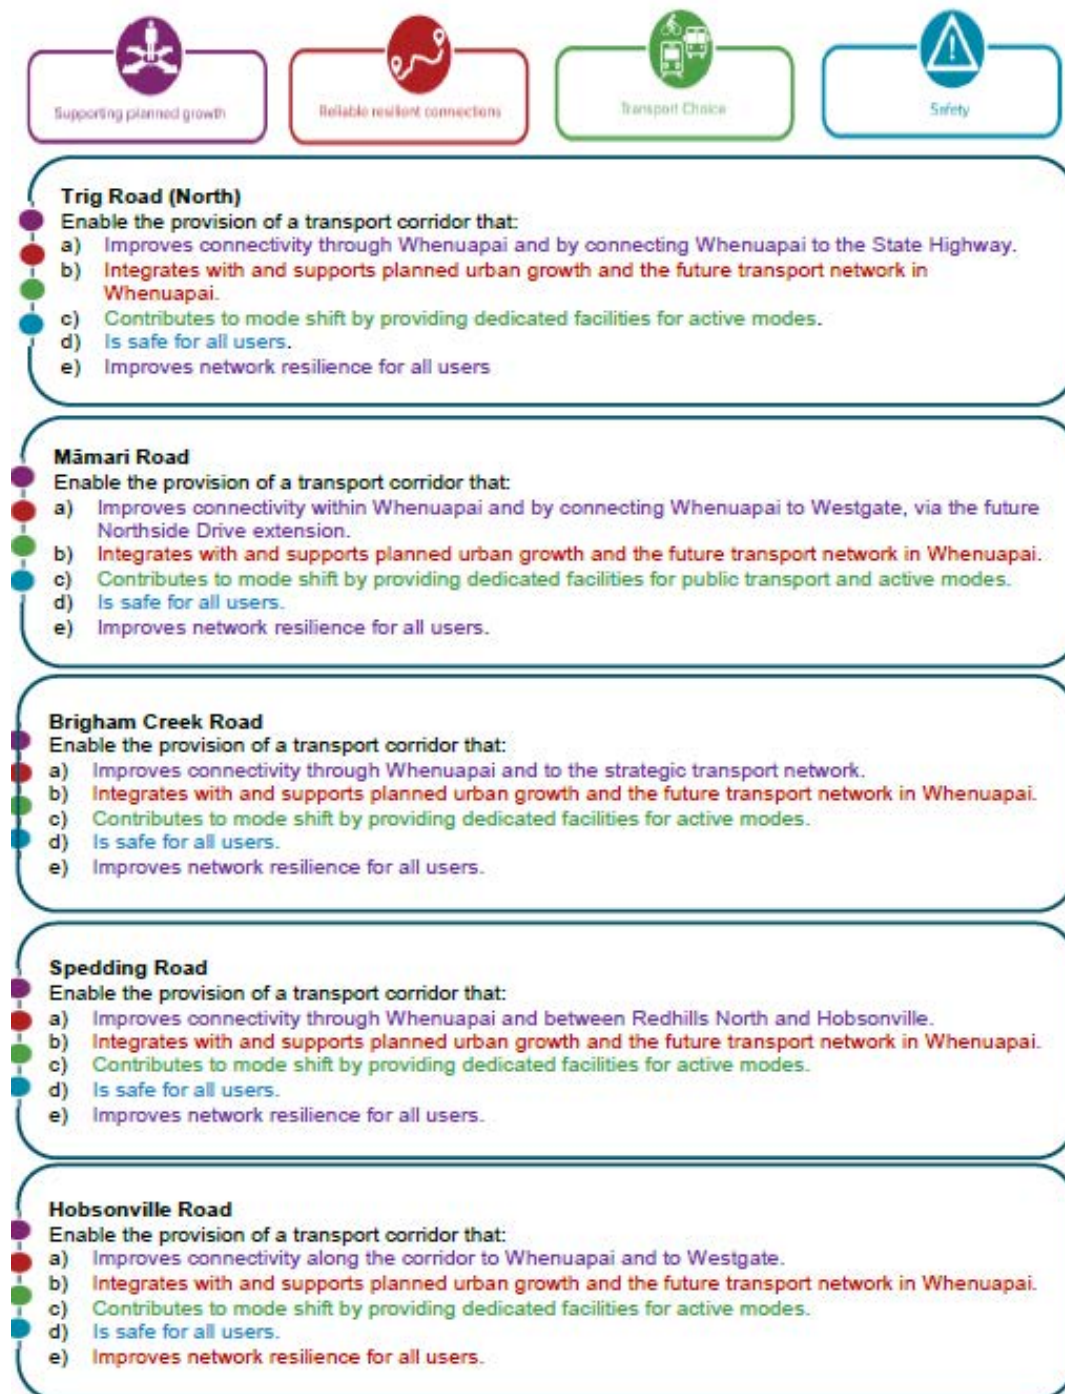 Supporting planned growth
Reliable resilient connections
Transport Choice
Safety
Trig Road (North)
Enable the provision of a transport corridor that:
a) Improves connectivity through Whenuapai and by connecting Whenuapai to the State Highway.
b) Integrates with and supports planned urban growth and the future transport network in
Whenuapai.
c) Contributes to mode shift by providing dedicated facilities for active modes.
d) Is safe for all users.
e) Improves network resilience for all users
Māmari Road
Enable the provision of a transport corridor that:
a) Improves connectivity within Whenuapai and by connecting Whenuapai to Westgate, via the future
Northside Drive extension.
b) Integrates with and supports planned urban growth and the future transport network in Whenuapai.
c) Contributes to mode shift by providing dedicated facilities for public transport and active modes.
d) Is safe for all users.
e) Improves network resilience for all users.
Brigham Creek Road
Enable the provision of a transport corridor that:
a) Improves connectivity through Whenuapai and to the strategic transport network.
b) Integrates with and supports planned urban growth and the future transport network in Whenuapai.
c) Contributes to mode shift by providing dedicated facilities for active modes.
d) Is safe for all users.
e) Improves network resilience for all users.
Spedding Road
Enable the provision of a transport corridor that:
a) Improves connectivity through Whenuapai and between Redhills North and Hobsonville.
b) Integrates with and supports planned urban growth and the future transport network in Whenuapai.
c) Contributes to mode shift by providing dedicated facilities for active modes.
d) Is safe for all users.
e) Improves network resilience for all users.
Hobsonville Road
Enable the provision of a transport corridor that:
a) Improves connectivity along the corridor to Whenuapai and to Westgate.
b) Integrates with and supports planned urban growth and the future transport network in Whenuapai.
c) Contributes to mode shift by providing dedicated facilities for active modes.
d) Is safe for all users.
e) Improves network resilience for all users.